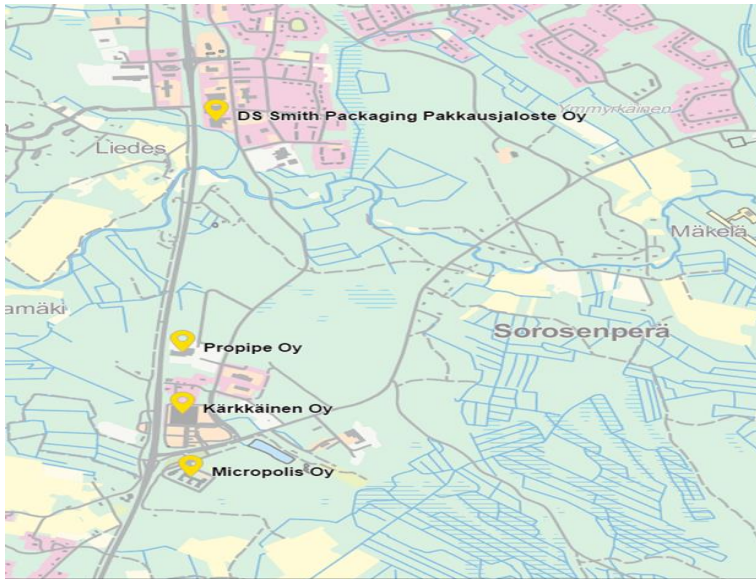 DS Smith Packaging Pakkausjaloste Oy
Ymmyrkäinen
Liedes
Mäkelä
amäki
Sorosenperä
Propipe Oy
Kärkkäinen Oy
Micropolis Oy